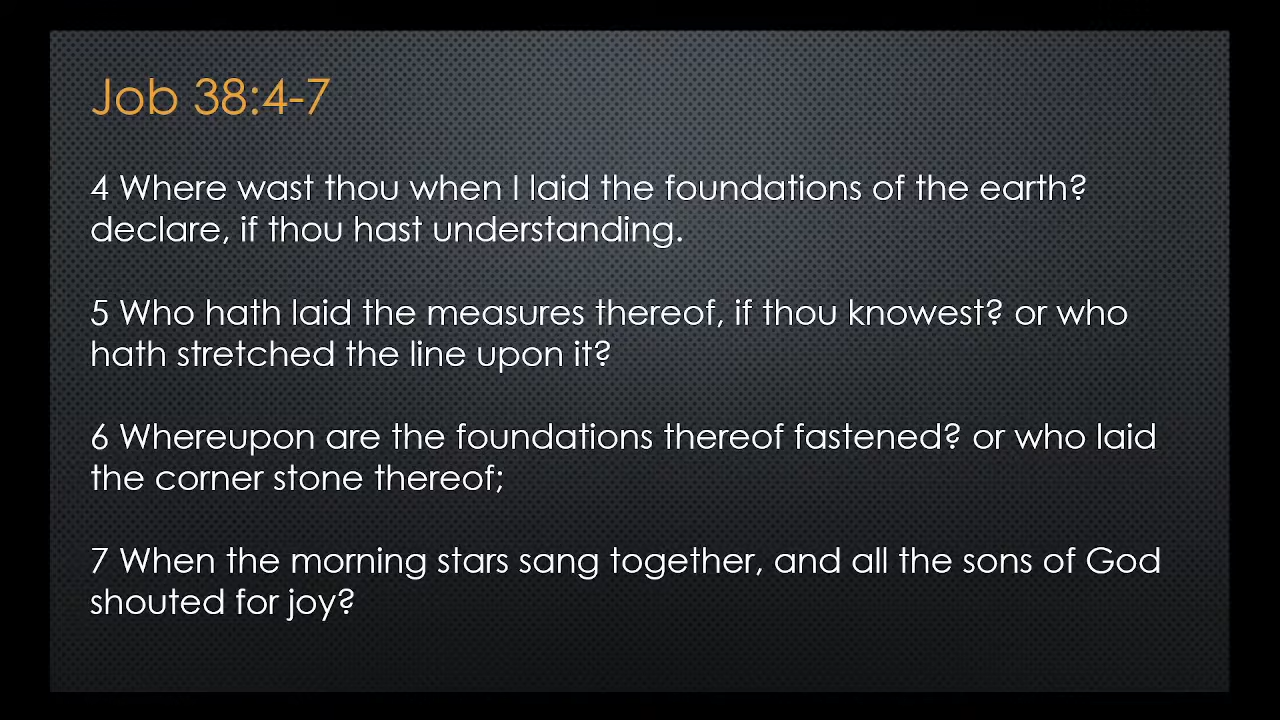 Job 38:4-7
4 Where wast thou when I laid the foundations of the earth?
declare, if thou hast understanding.
5 Who hath laid the measures thereof, if thou knowest? or who
hath stretched the line upon it?
6 Whereupon are the foundations thereof fastened? or who laid
the corner stone thereof;
7 When the morning stars sang together, and all the sons of God
shouted for joy?